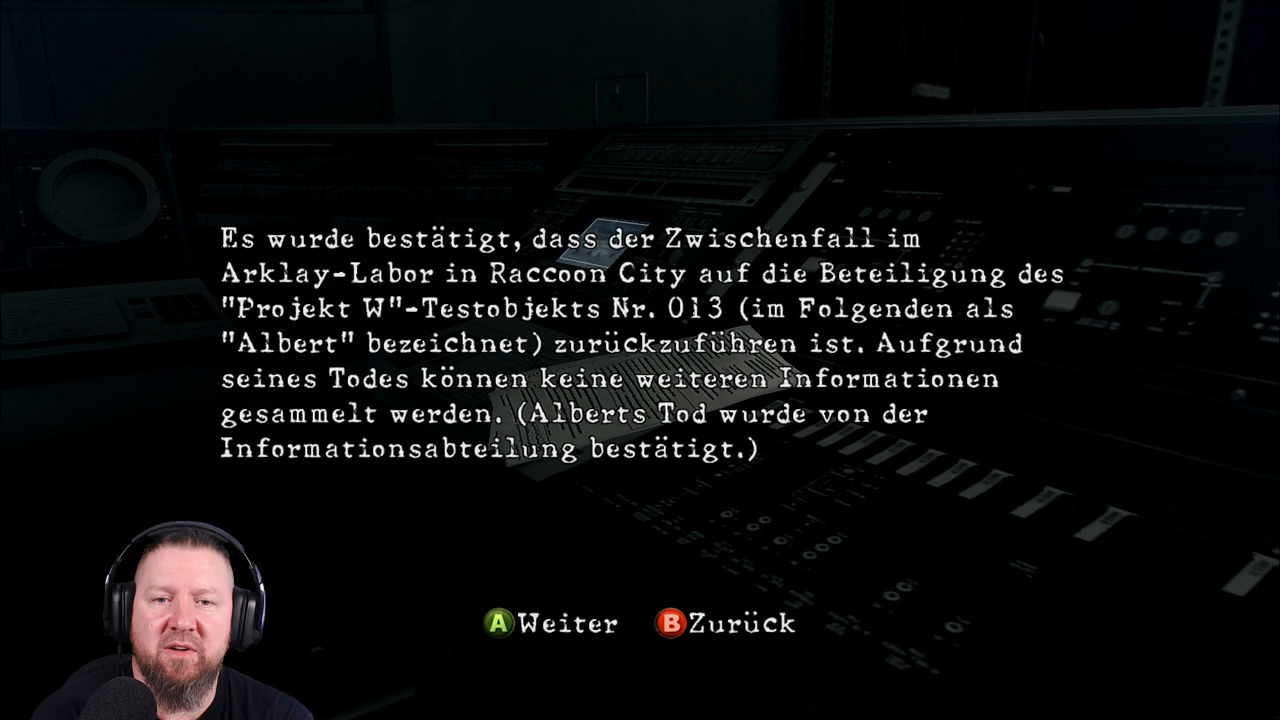 Es wurde bestätigt, dass der Zwischenfall im
Arklay-Labor in Raccoon City auf die Beteiligung des
"Projekt W"-Testobjekts Nr. 013 (im Folgenden als
"Albert" bezeichnet) zurückzuführen ist. Aufgrund
seines Todes können keine weiteren Informationen
gesammelt werden. (Alberts Tod wurde von der
Informationsabteilung bestätigt.)
A Weiter B Zurück